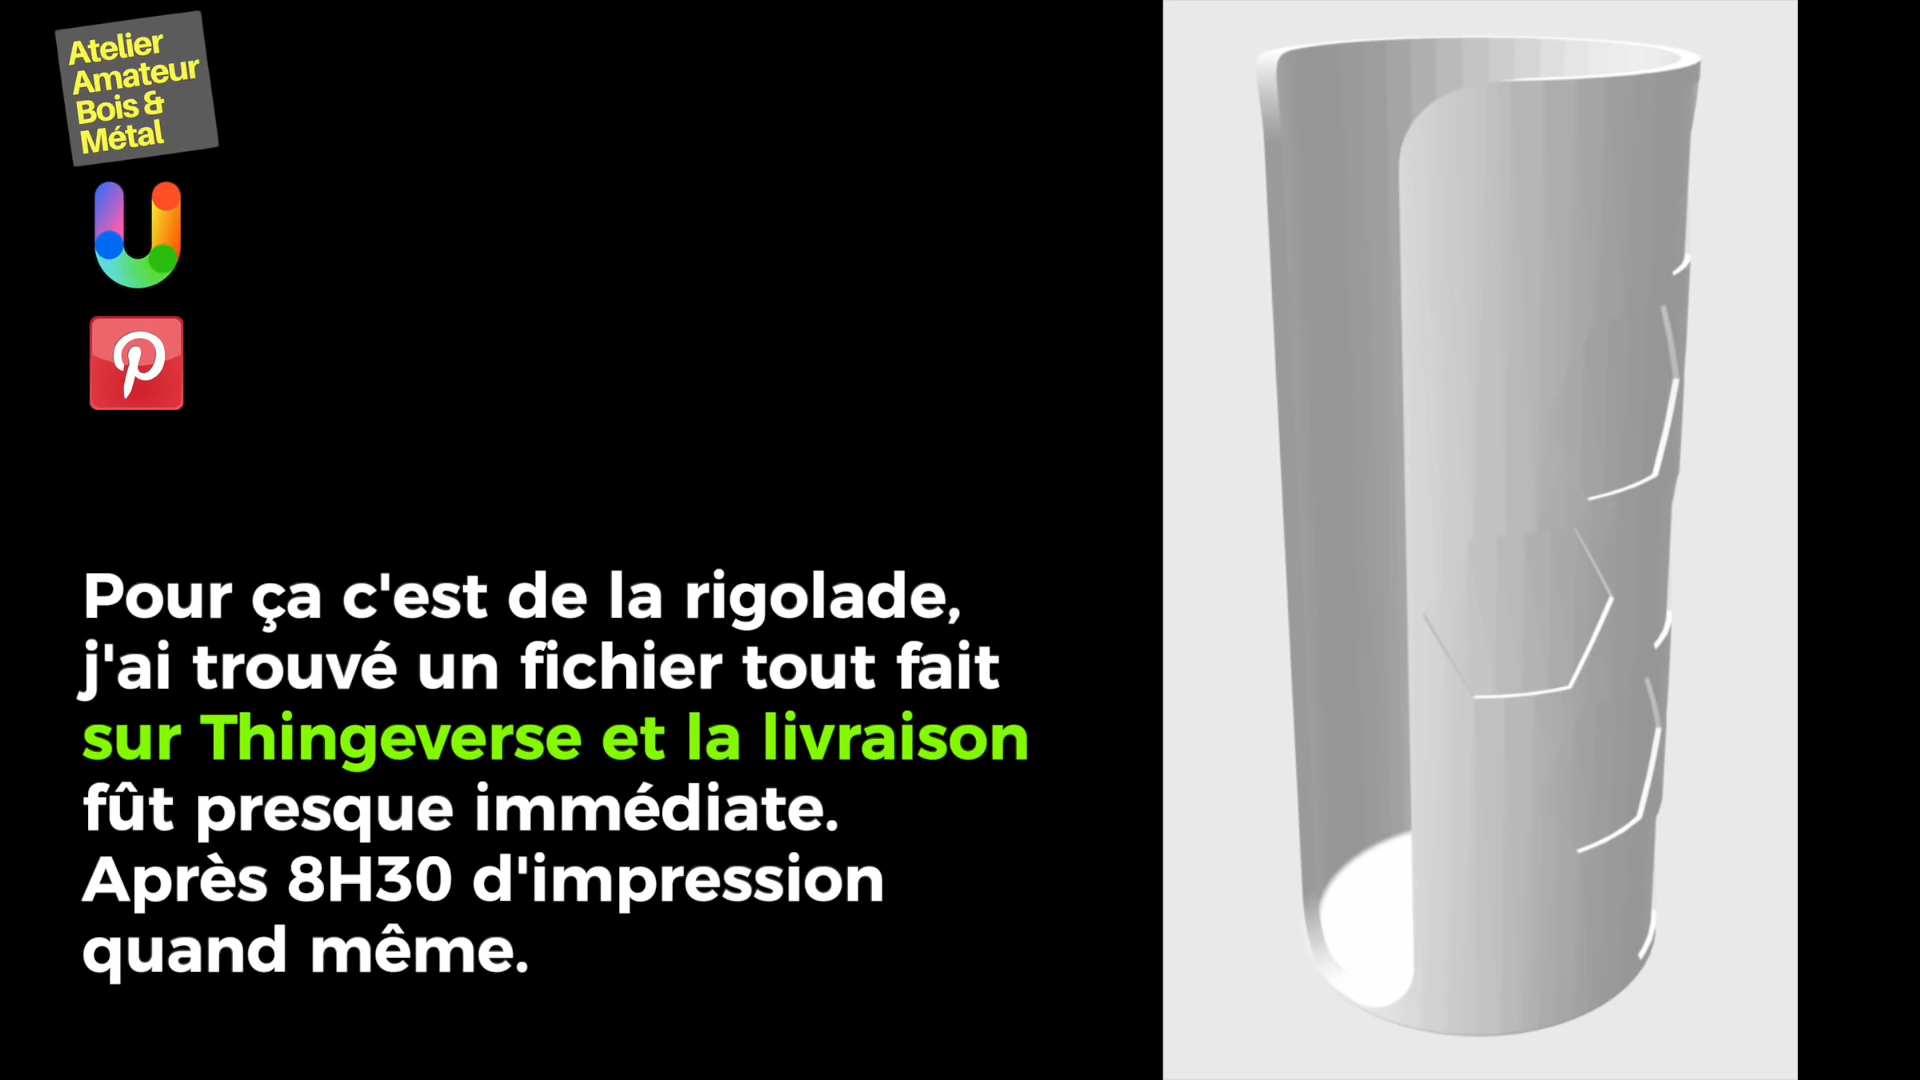 Atelier
Amateur
Bois &
Métal
Pour ça c'est de la rigolade,
j'ai trouvé un fichier tout fait
sur Thingeverse et la livraison
fût presque immédiate.
Après 8H30 d'impression
quand même.